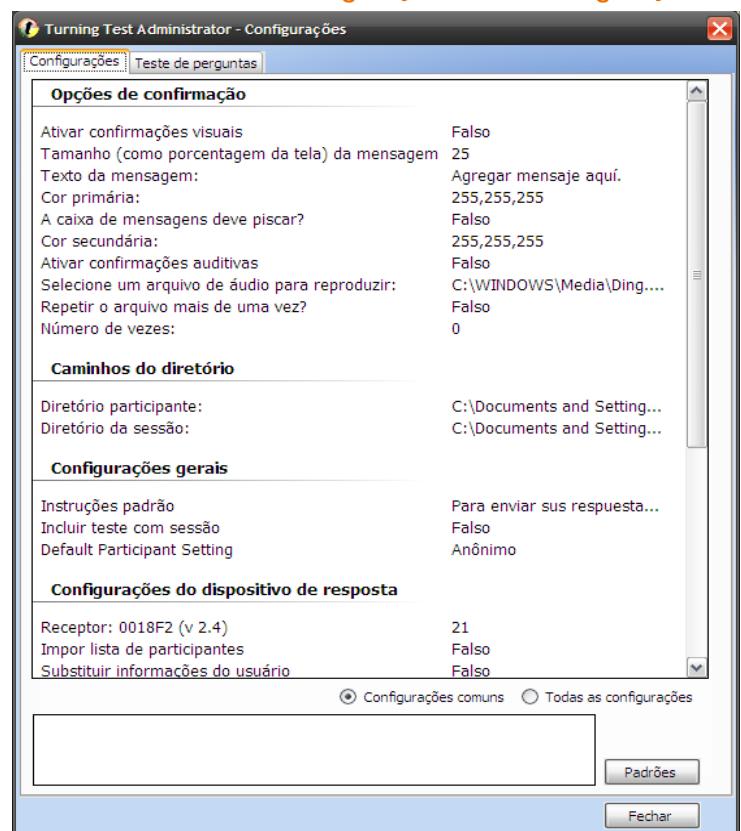 Turning Test Administrator - Configurações
Configurações Teste de perguntas
Opções de confirmação
Ativar confirmações visuais Falso
Tamanho (como porcentagem da tela) da mensagem 25
Texto da mensagem: Agregar mensaje aquí.
Cor primária: 255,255,255
A caixa de mensagens deve piscar? Falso
Cor secundária: 255,255,255
Ativar confirmações auditivas Falso
Selecione um arquivo de áudio para reproduzir: C:\WINDOWS\Media\Ding....
Repetir o arquivo mais de uma vez? Falso
Número de vezes: 0
Caminhos do diretório
Diretório participante: C:\Documents and Setting...
Diretório da sessão: C:\Documents and Setting...
Configurações gerais
Instruções padrão Para enviar sus respuesta...
Incluir teste com sessão Falso
Default Participant Setting Anônimo
Configurações do dispositivo de resposta
Receptor: 0018F2 (v 2.4) 21
Impor lista de participantes Falso
Substituir informações do usuário Falso
Configurações comuns Todas as configurações
Padrões
Fechar